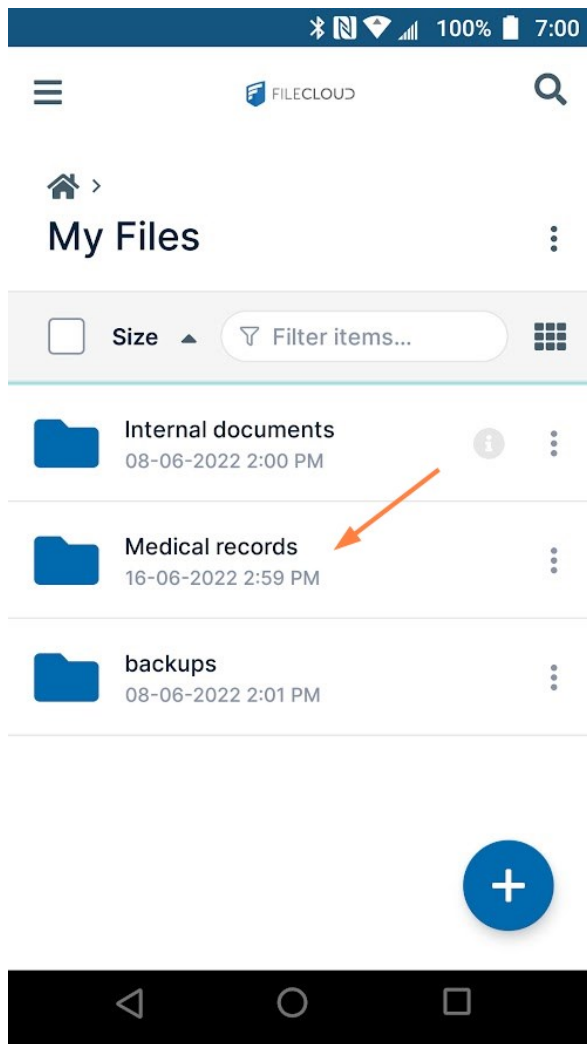 100% 7:00
FILECLOUD
My Files
Size Filter items...
Internal documents
08-06-2022 2:00 PM
Medical records
16-06-2022 2:59 PM
backups
08-06-2022 2:01 PM